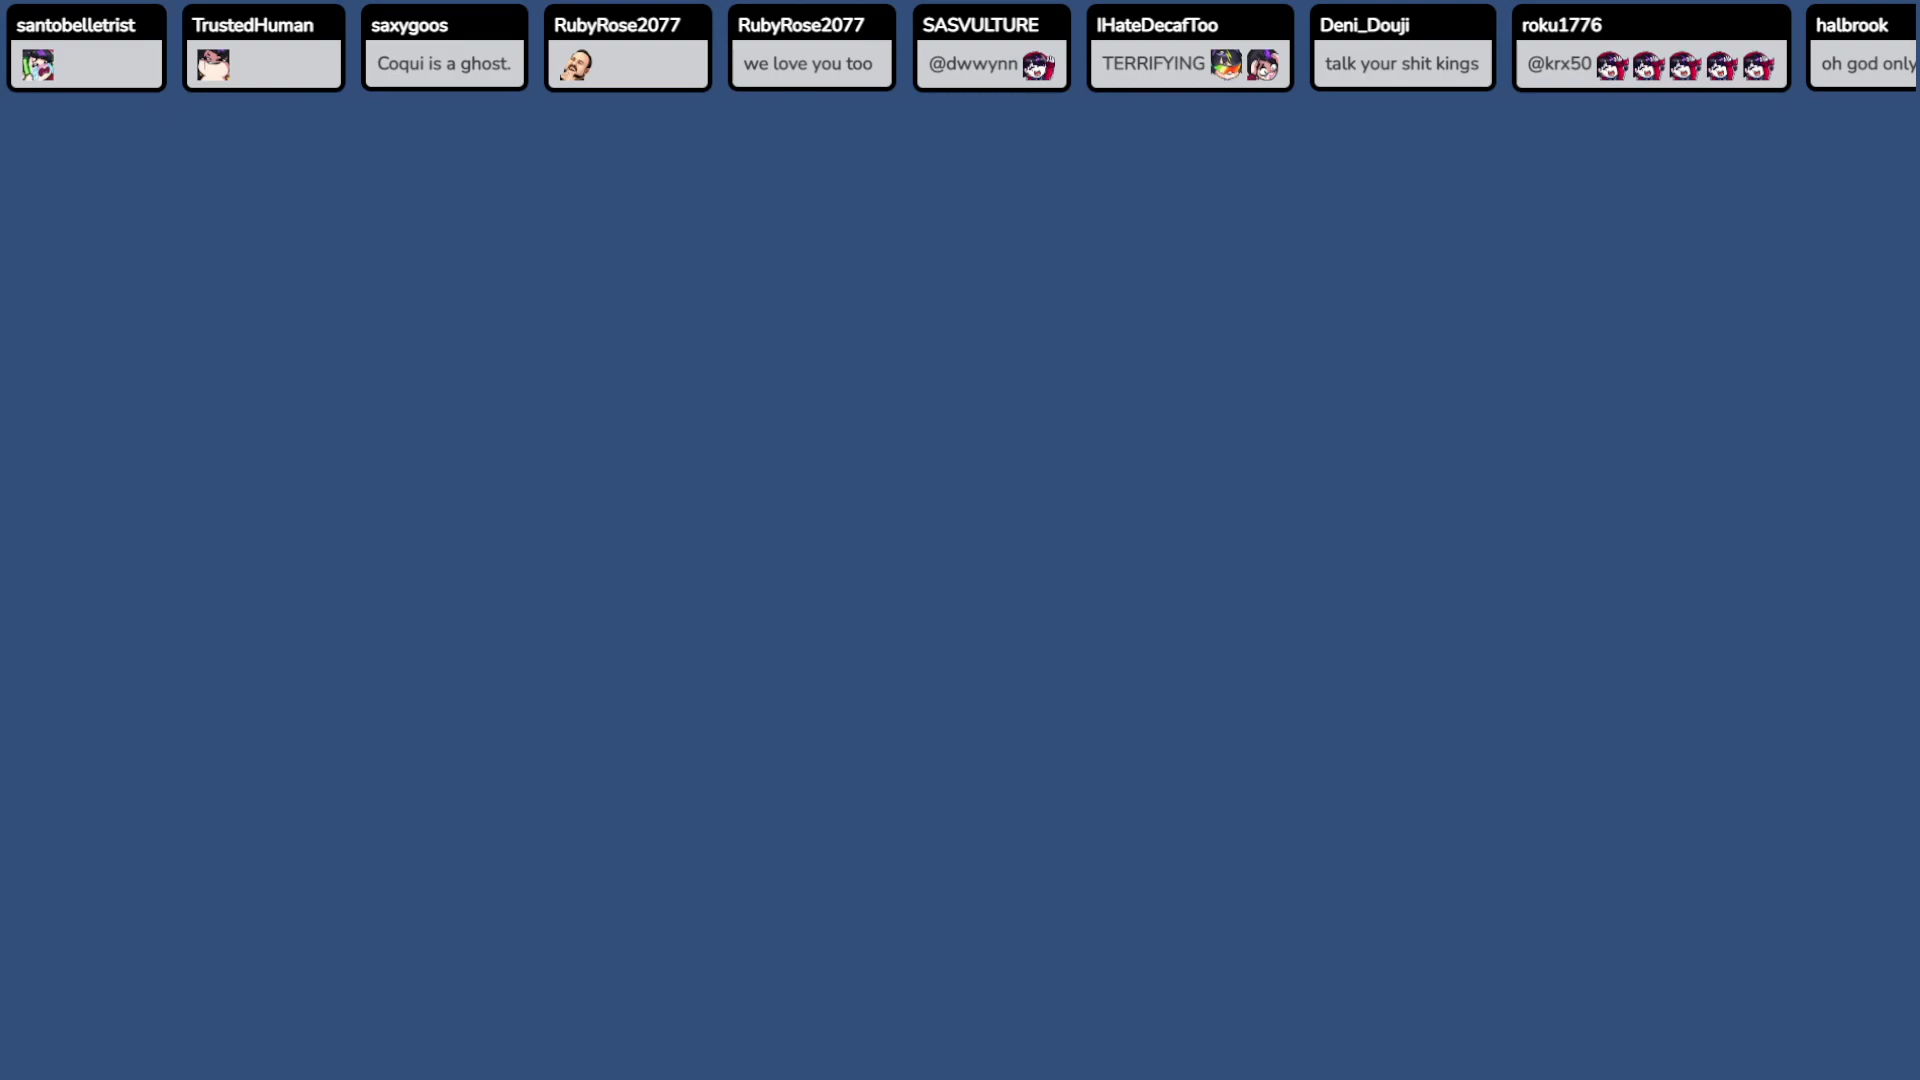 santobelletrist
TrustedHuman
saxygoos
Coqui is a ghost.
RubyRose2077
RubyRose2077
we love you too
SASVULTURE
@dwwynn
IHateDecafToo
TERRIFYING
Deni_Douji
talk your shit kings
roku1776
@krx50
halbrook
oh god only